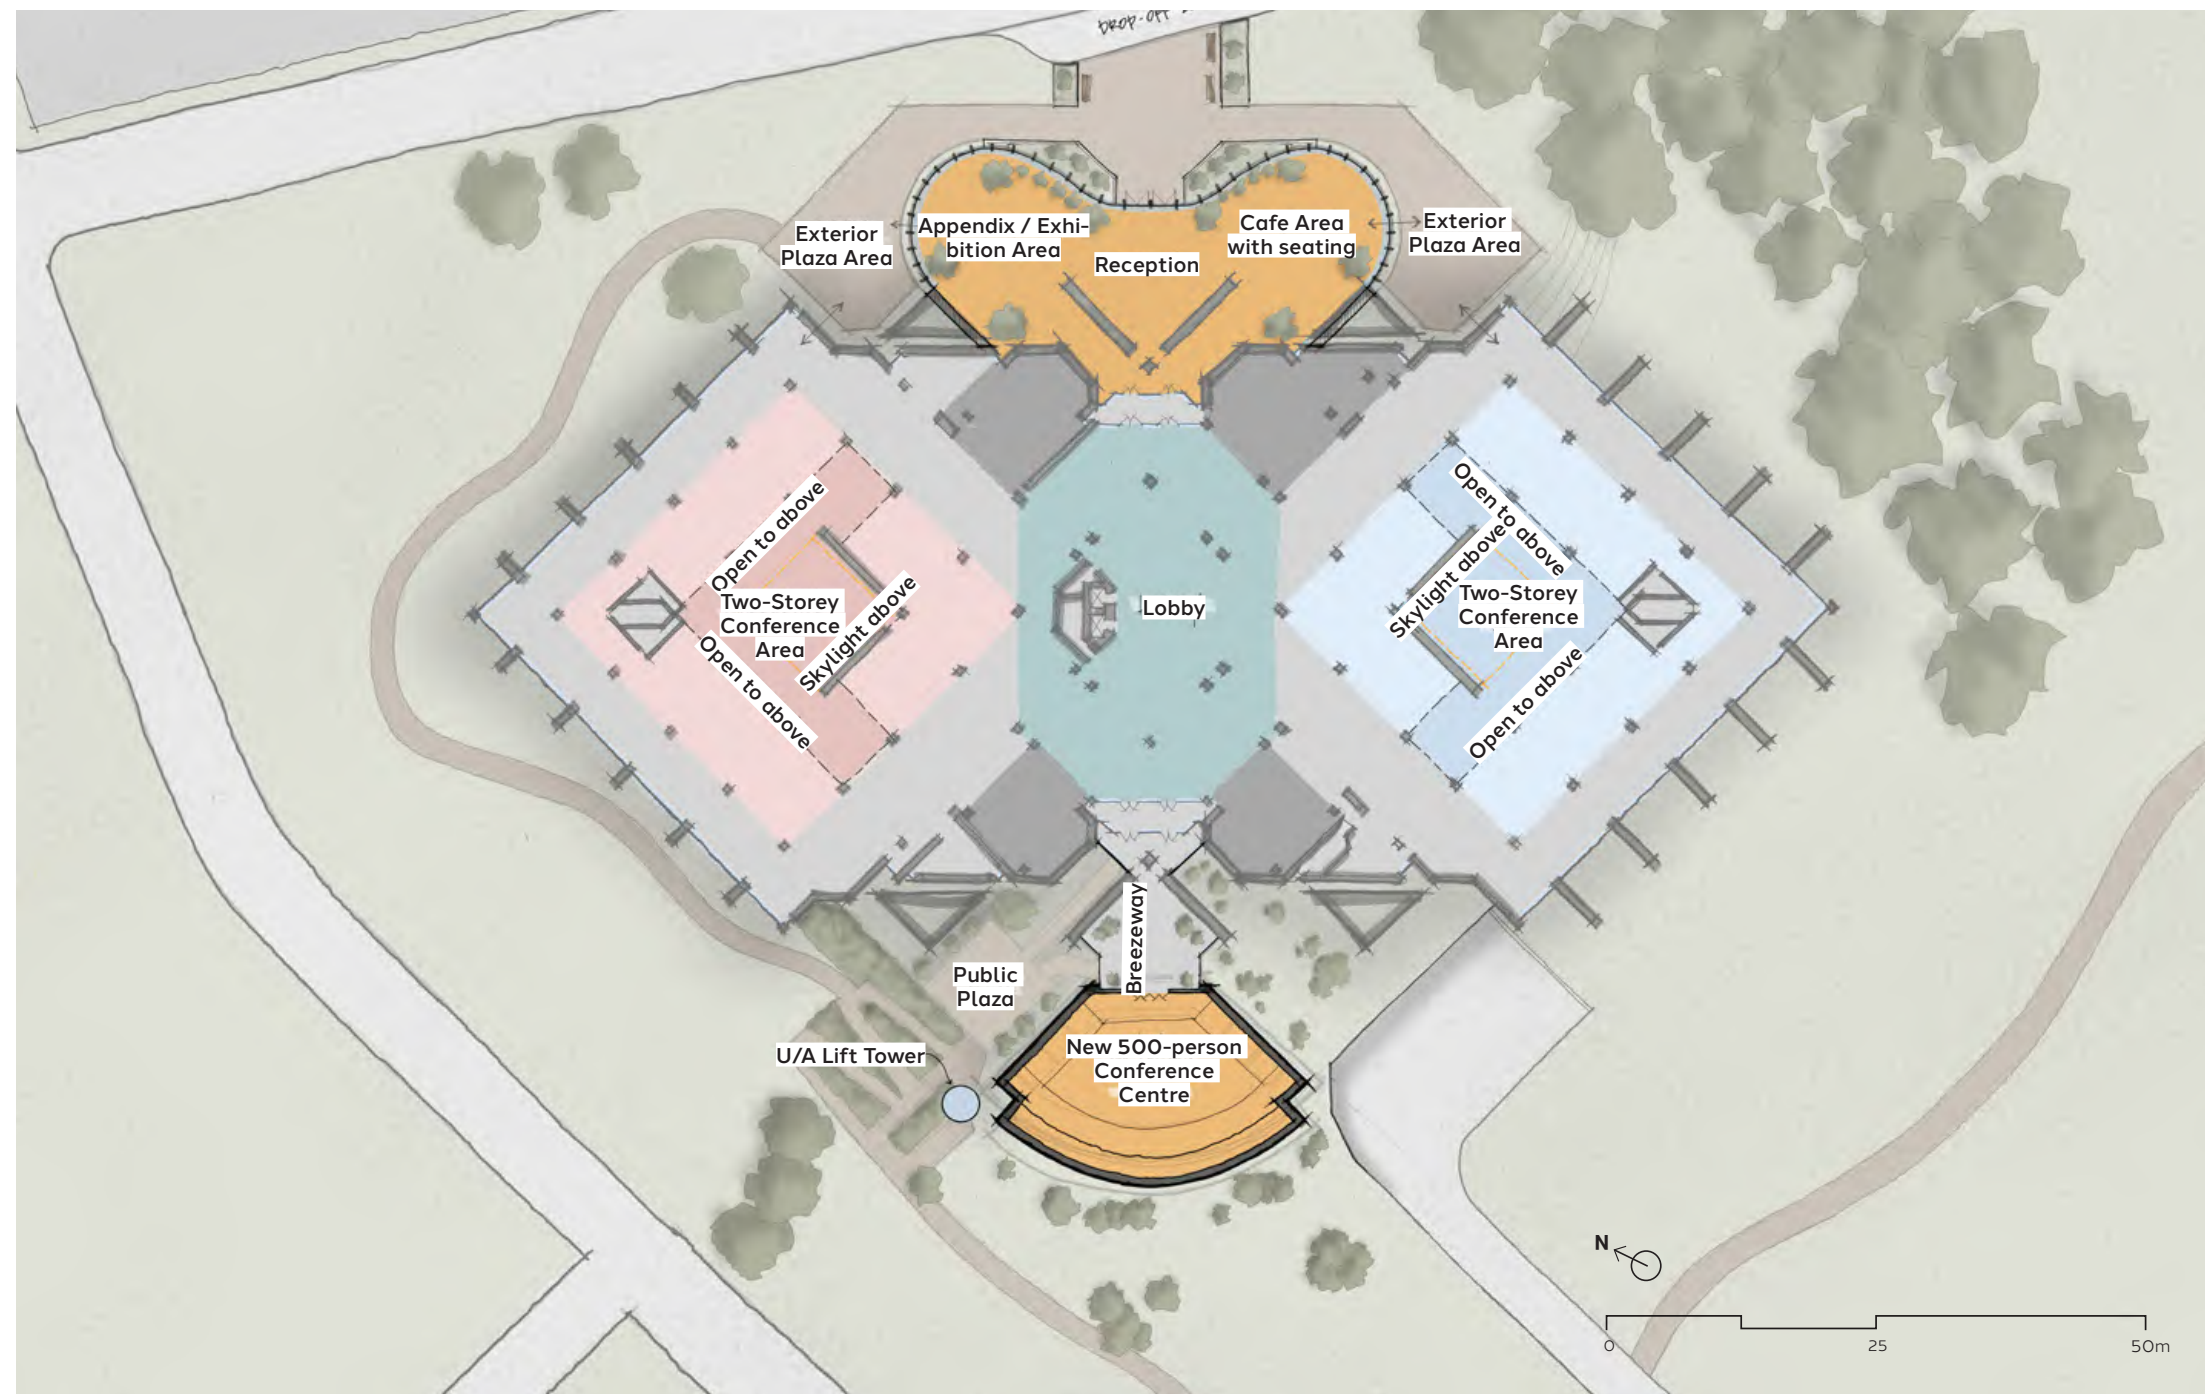 DROP-OFF
Appendix / Exhi-
bition Area
Cafe Area
with seating
Exterior
Plaza Area
Exterior
Plaza Area
Reception
Open to above
Open to above
Skylight above
Two-Storey
Conference
Area
Skylight above
Two-Storey
Conference
Area
Lobby
Open to above
Open to above
Breezeway
Public
Plaza
U/A Lift Tower
New 500-person
Conference
Centre
N
0
25
50m